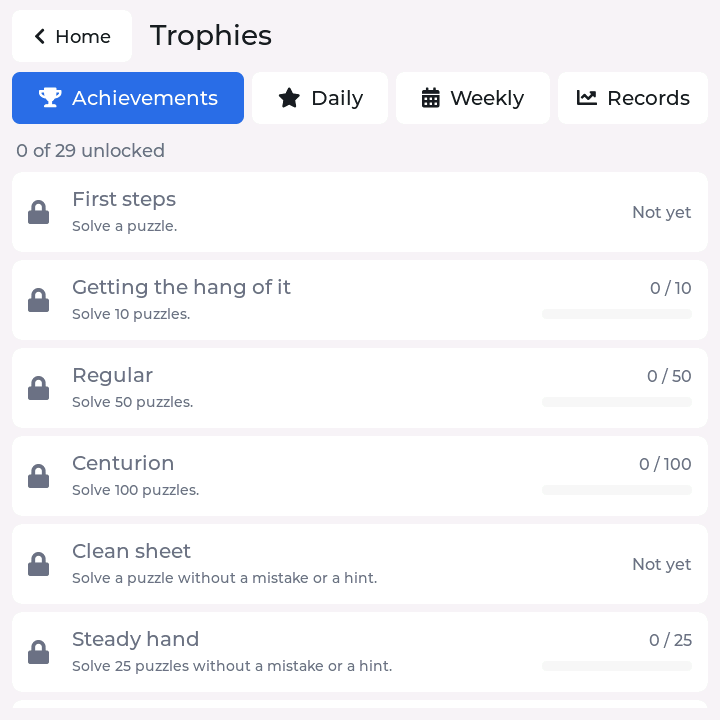 Home
Trophies
Achievements
Daily
Weekly
Records
0 of 29 unlocked
First steps
Solve a puzzle.
Not yet
Getting the hang of it
Solve 10 puzzles.
0 / 10
Regular
Solve 50 puzzles.
0 / 50
Centurion
Solve 100 puzzles.
0 / 100
Clean sheet
Solve a puzzle without a mistake or a hint.
Not yet
Steady hand
Solve 25 puzzles without a mistake or a hint.
0 / 25